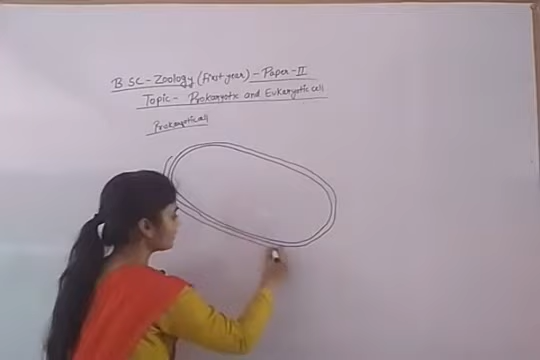 B.SC - Zoology (first year) - Paper - II
Topic - Prokaryotic and Eukaryotic cell
Prokaryotic cell